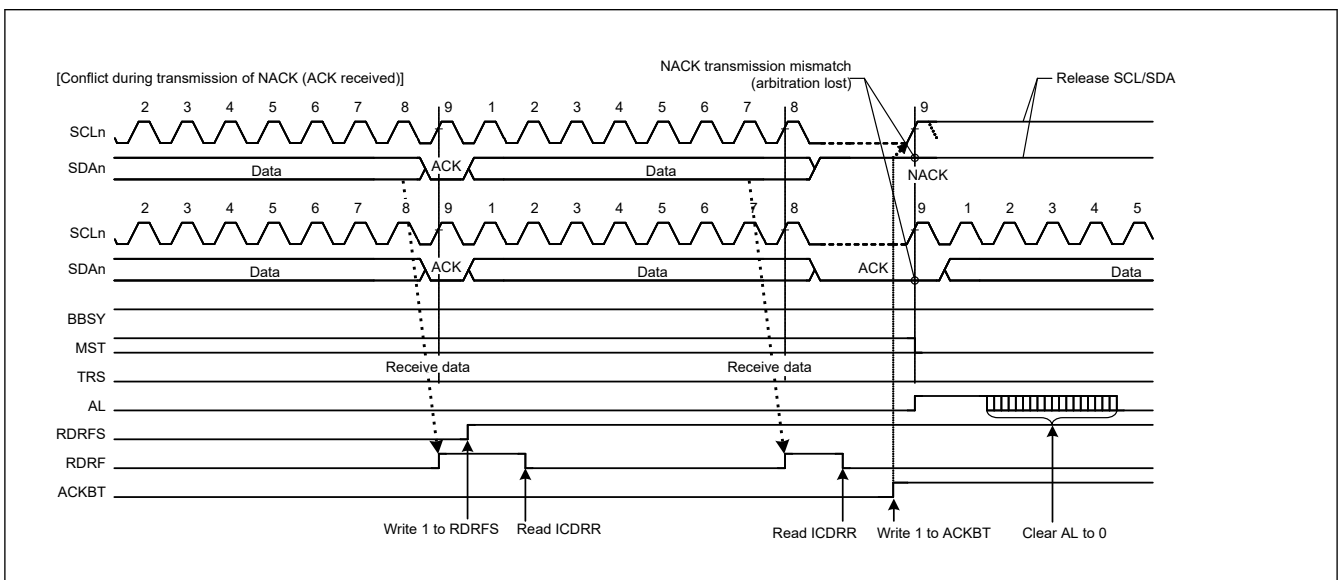 [Conflict during transmission of NACK (ACK received)]
NACK transmission mismatch
(arbitration lost)
Release SCL/SDA
2 3 4 5 6 7 8 9 1 2 3 4 5 6 7 8 9
SCLn
SDAn Data ACK Data NACK
2 3 4 5 6 7 8 9 1 2 3 4 5 6 7 8 9 1 2 3 4 5
SCLn
SDAn Data ACK Data ACK Data
BBSY
MST
Receive data Receive data
TRS
AL
RDRFS
RDRF
ACKBT
Write 1 to RDRFS Read ICDRR Read ICDRR Write 1 to ACKBT Clear AL to 0